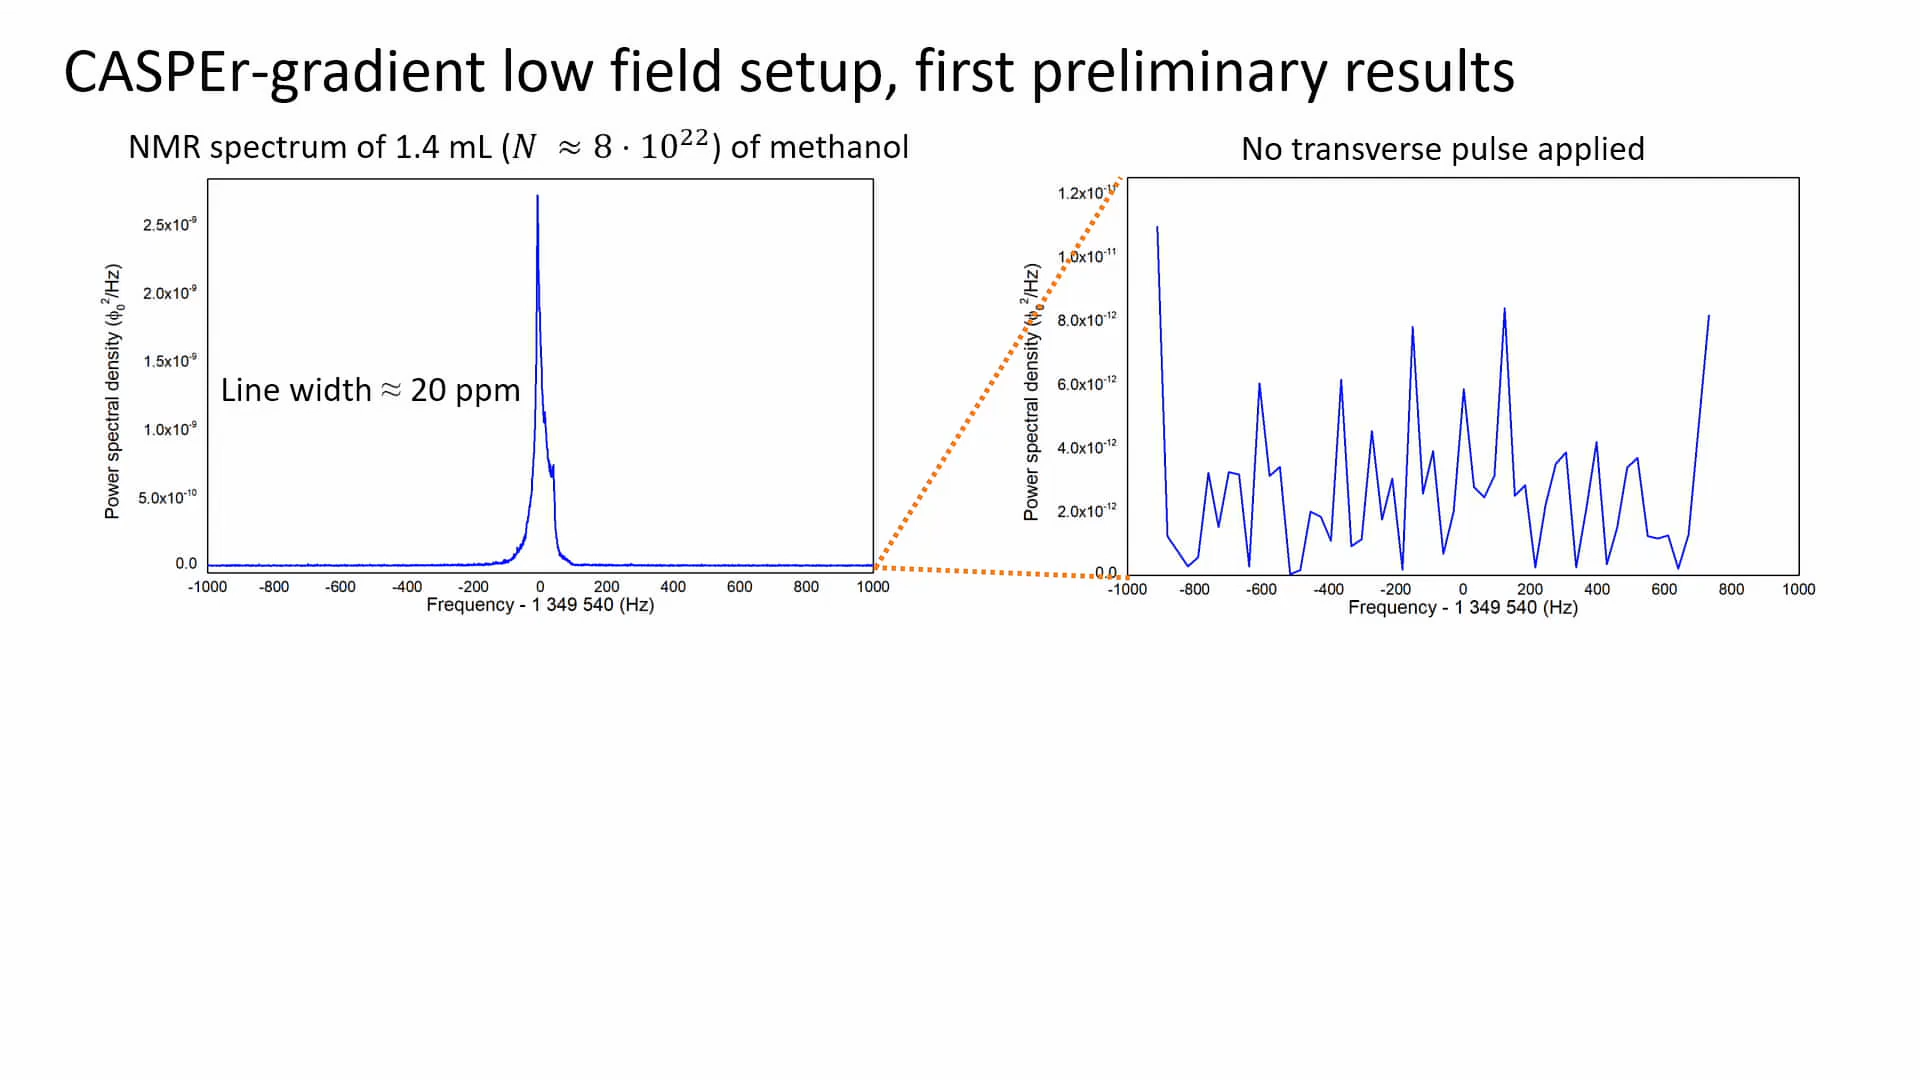 CASPEr-gradient low field setup, first preliminary results
NMR spectrum of 1.4 mL (N ≈ 8 · 10²²) of methanol
Power spectral density (ϕ₀²/Hz)
2.5x10⁻⁹
2.0x10⁻⁹
1.5x10⁻⁹
1.0x10⁻⁹
5.0x10⁻¹⁰
0.0
Line width ≈ 20 ppm
-1000 -800 -600 -400 -200 0 200 400 600 800 1000
Frequency - 1 349 540 (Hz)
No transverse pulse applied
Power spectral density (ϕ₀²/Hz)
1.2x10⁻¹¹
1.0x10⁻¹¹
8.0x10⁻¹²
6.0x10⁻¹²
4.0x10⁻¹²
2.0x10⁻¹²
0.0
-1000 -800 -600 -400 -200 0 200 400 600 800 1000
Frequency - 1 349 540 (Hz)